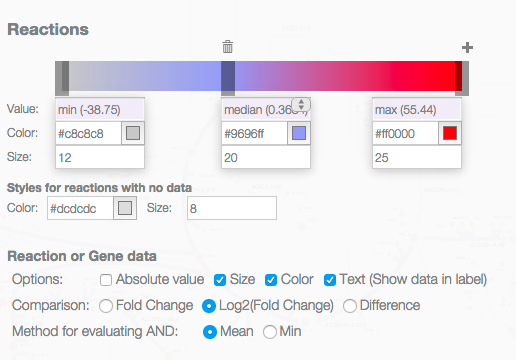 Reactions
Value: min (-38.75) median (0.36 max (55.44)
Color: #c8c8c8 #9696ff #ff0000
Size: 12 20 25
Styles for reactions with no data
Color: #dcdcdc Size: 8
Reaction or Gene data
Options: Absolute value Size Color Text (Show data in label)
Comparison: Fold Change Log2(Fold Change) Difference
Method for evaluating AND: Mean Min